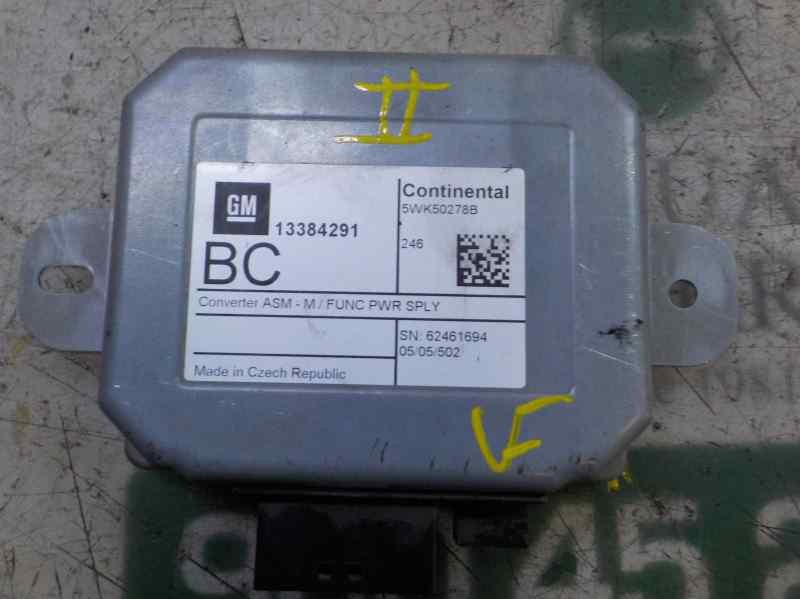 II
GM
13384291
BC
Continental
5WK50278B
246
Converter ASM - M / FUNC PWR SPLY
SN: 62461694
05/05/502
Made in Czech Republic